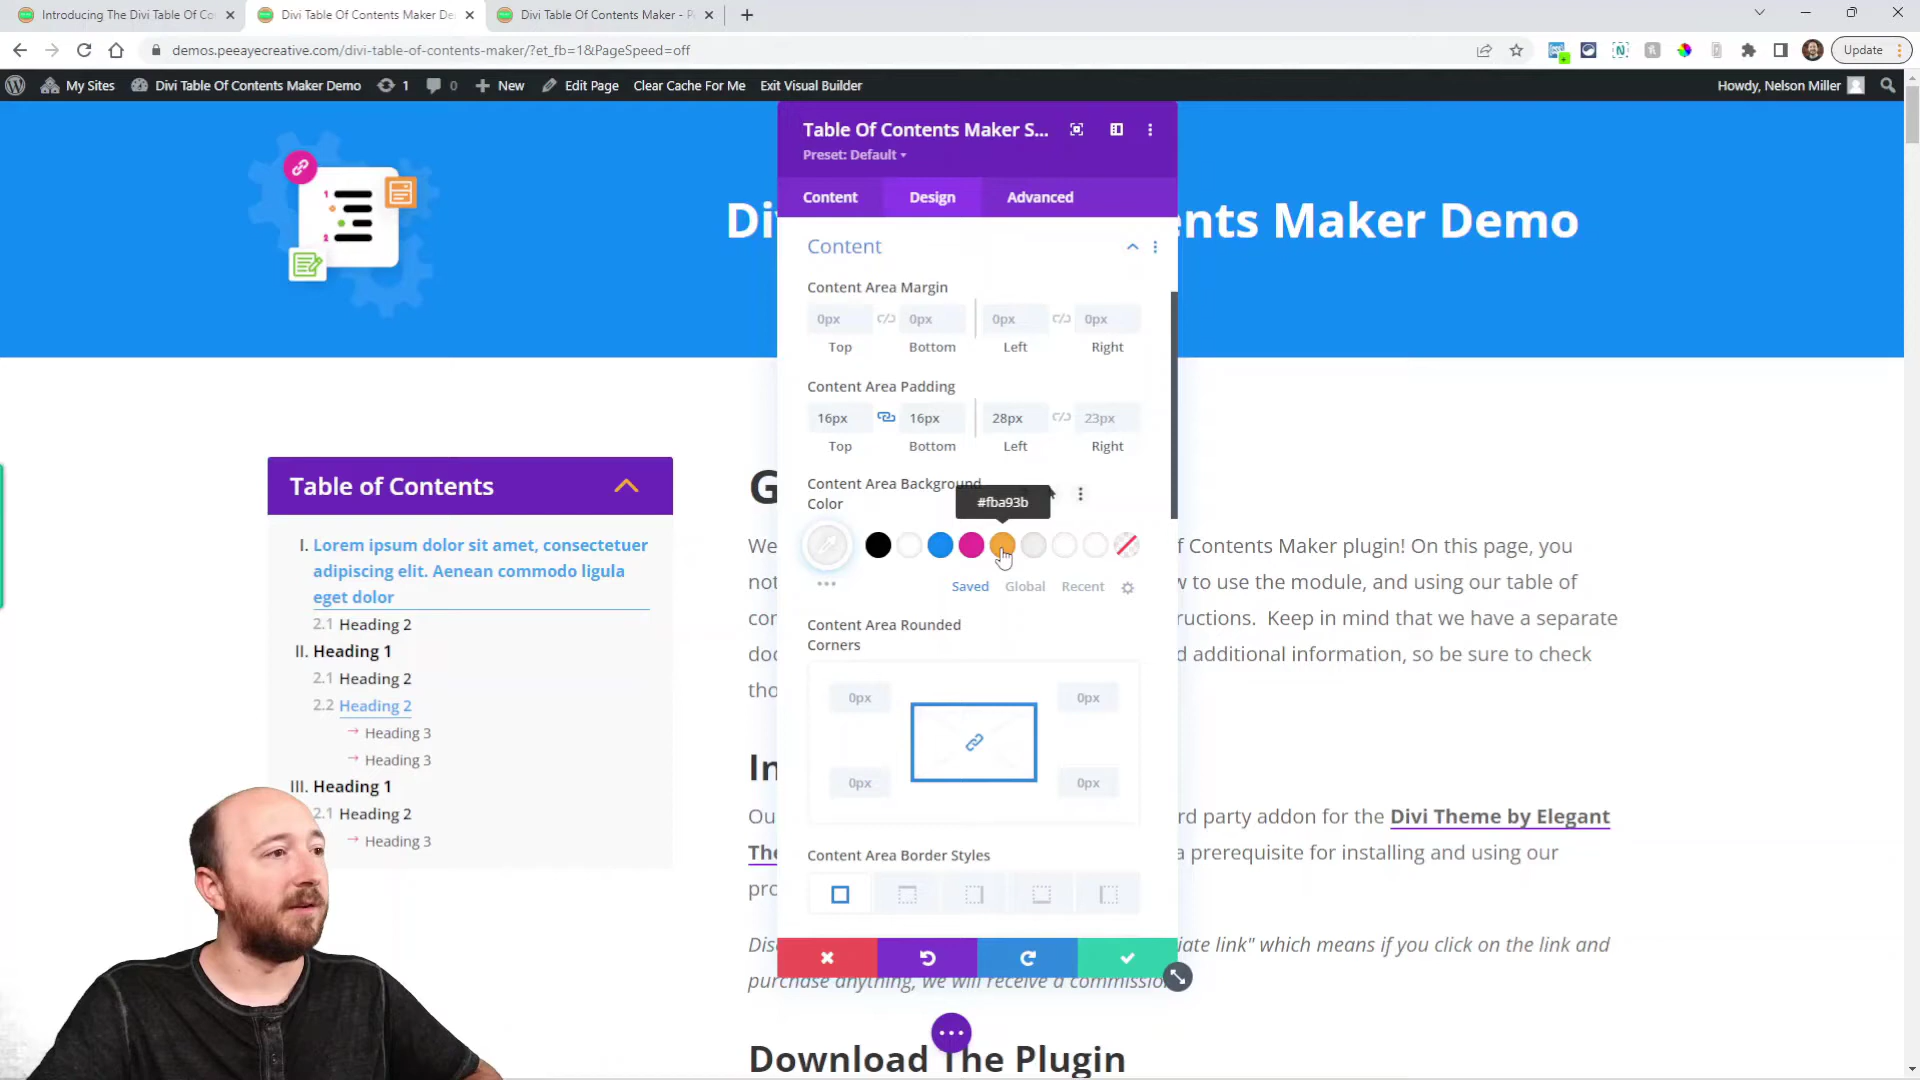 Introducing The Divi Table Of Co
Divi Table Of Contents Maker De
Divi Table Of Contents Maker - P
demos.peeayecreative.com/divi-table-of-contents-maker/?et_fb=1&PageSpeed=off
Update
My Sites Divi Table Of Contents Maker Demo 1 0 New Edit Page Clear Cache For Me Exit Visual Builder Howdy, Nelson Miller
Table Of Contents Maker S...
Preset: Default
Content Design Advanced
Div
ents Maker Demo
Content
Content Area Margin
0px 0px 0px 0px
Top Bottom Left Right
Content Area Padding
16px 16px 28px 23px
Top Bottom Left Right
Content Area Background
Color
#fba93b
Saved Global Recent
Content Area Rounded
Corners
0px 0px
0px 0px
Content Area Border Styles
Table of Contents
I. Lorem ipsum dolor sit amet, consectetuer
adipiscing elit. Aenean commodo ligula
eget dolor
2.1 Heading 2
II. Heading 1
2.1 Heading 2
2.2 Heading 2
→ Heading 3
→ Heading 3
III. Heading 1
2.1 Heading 2
→ Heading 3
G
We f Contents Maker plugin! On this page, you
not w to use the module, and using our table of
con ructions. Keep in mind that we have a separate
doc d additional information, so be sure to check
tho
In
Ou rd party addon for the Divi Theme by Elegant
The a prerequisite for installing and using our
pro
Dis iate link" which means if you click on the link and
purchase anything, we will receive a commissio
Download The Plugin